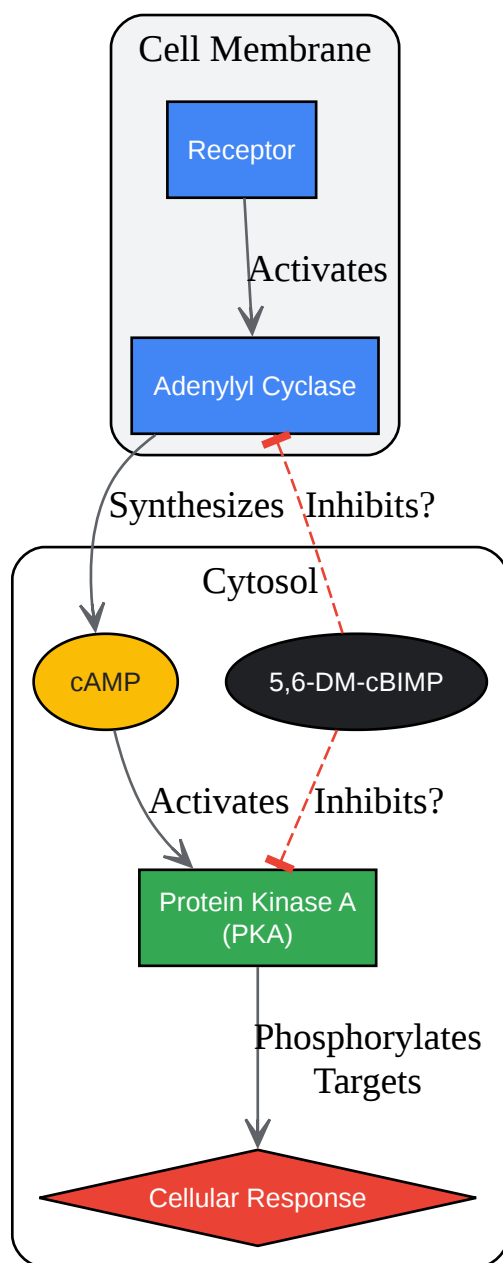 Cell Membrane
Receptor
Activates
Adenylyl Cyclase
Synthesizes
Inhibits?
Cytosol
cAMP
5,6-DM-cBIMP
Activates
Inhibits?
Protein Kinase A
(PKA)
Phosphorylates
Targets
Cellular Response